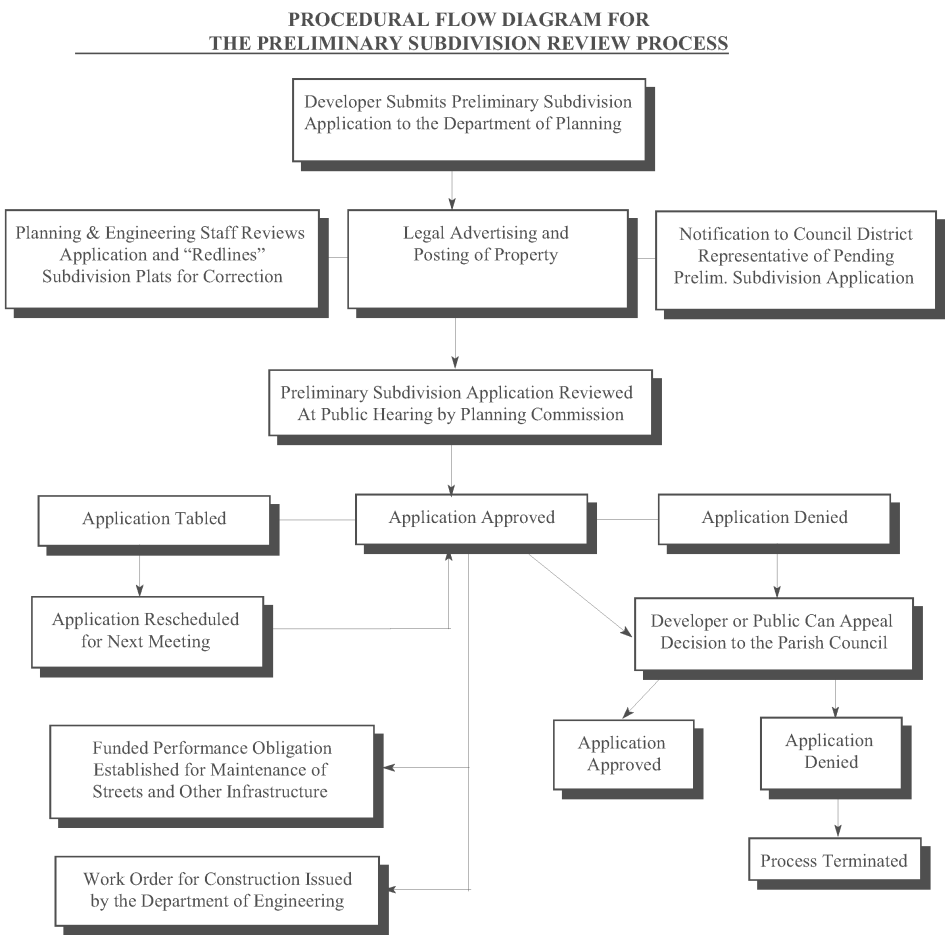 PROCEDURAL FLOW DIAGRAM FOR
THE PRELIMINARY SUBDIVISION REVIEW PROCESS
Developer Submits Preliminary Subdivision
Application to the Department of Planning
Planning & Engineering Staff Reviews
Application and “Redlines”
Subdivision Plats for Correction
Legal Advertising and
Posting of Property
Notification to Council District
Representative of Pending
Prelim. Subdivision Application
Preliminary Subdivision Application Reviewed
At Public Hearing by Planning Commission
Application Tabled
Application Approved
Application Denied
Application Rescheduled
for Next Meeting
Developer or Public Can Appeal
Decision to the Parish Council
Funded Performance Obligation
Established for Maintenance of
Streets and Other Infrastructure
Application
Approved
Application
Denied
Work Order for Construction Issued
by the Department of Engineering
Process Terminated